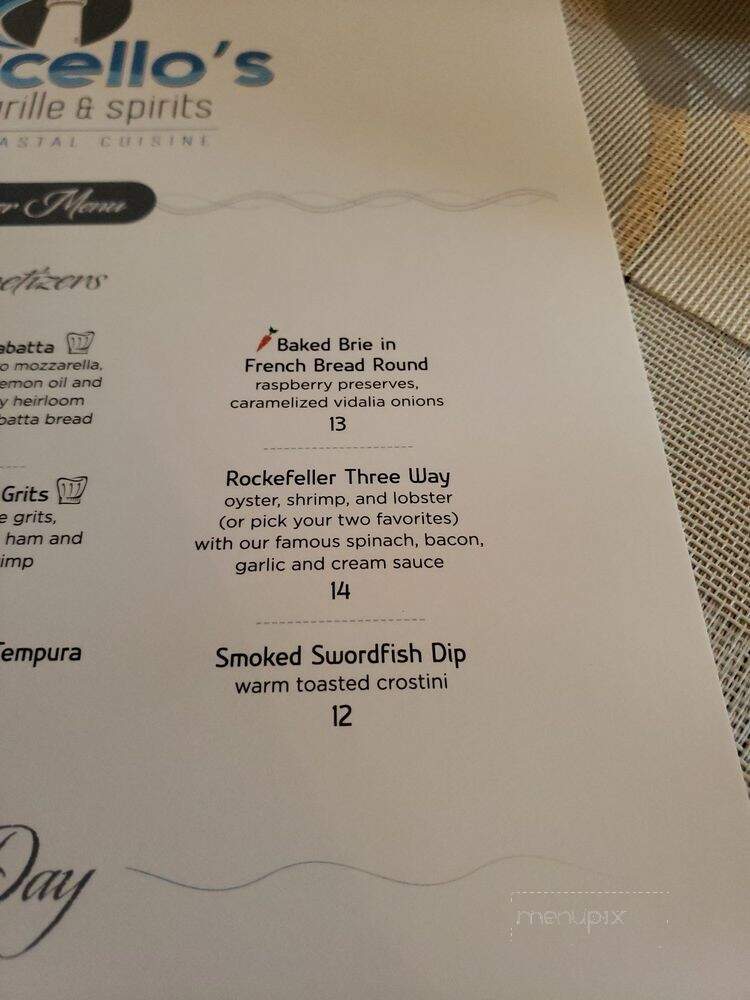 cello's
grille & spirits
COASTAL CUISINE
Menu
Baked Brie in
French Bread Round
raspberry preserves,
caramelized vidalia onions
13
abatta
mozzarella,
lemon oil and
heirloom
batta bread
Rockefeller Three Way
oyster, shrimp, and lobster
(or pick your two favorites)
with our famous spinach, bacon,
garlic and cream sauce
14
Grits
grits,
ham and
imp
Smoked Swordfish Dip
warm toasted crostini
12
Tempura
Day
menupix